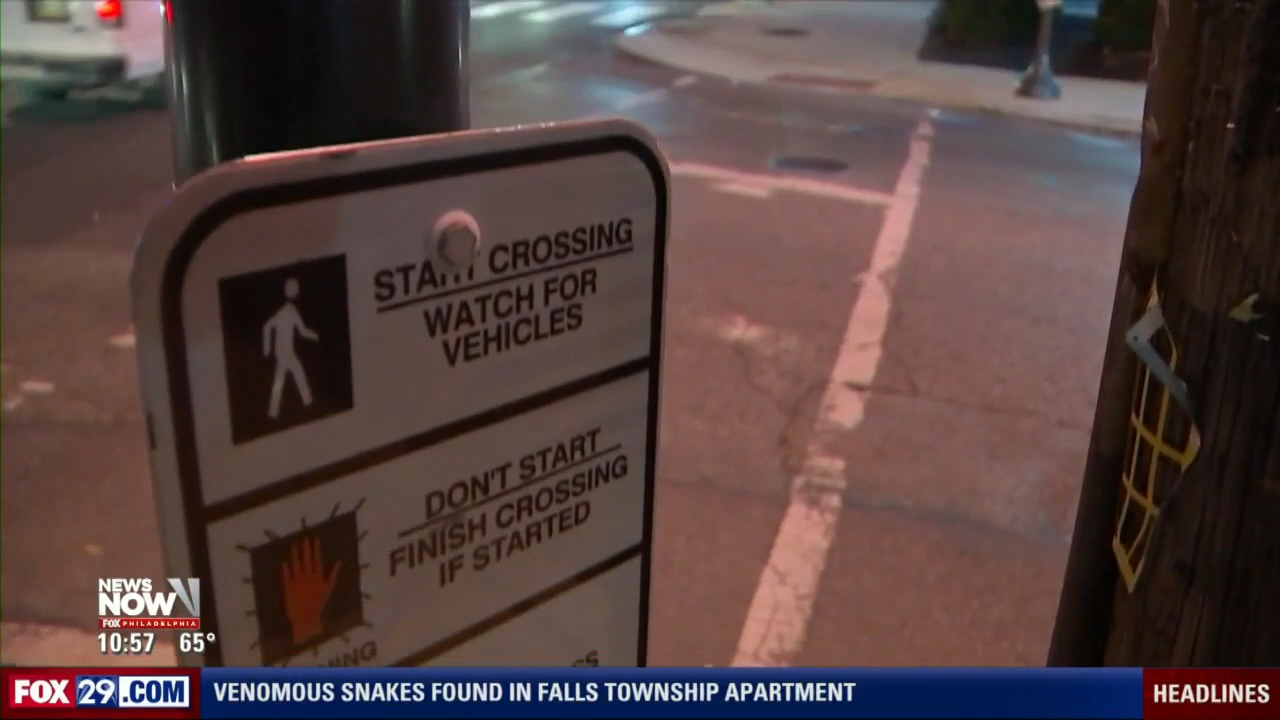 START CROSSING
WATCH FOR
VEHICLES
DON'T START
FINISH CROSSING
IF STARTED
NEWS
NOW
FOX PHILADELPHIA
10:57 65°
FOX 29.COM VENOMOUS SNAKES FOUND IN FALLS TOWNSHIP APARTMENT HEADLINES